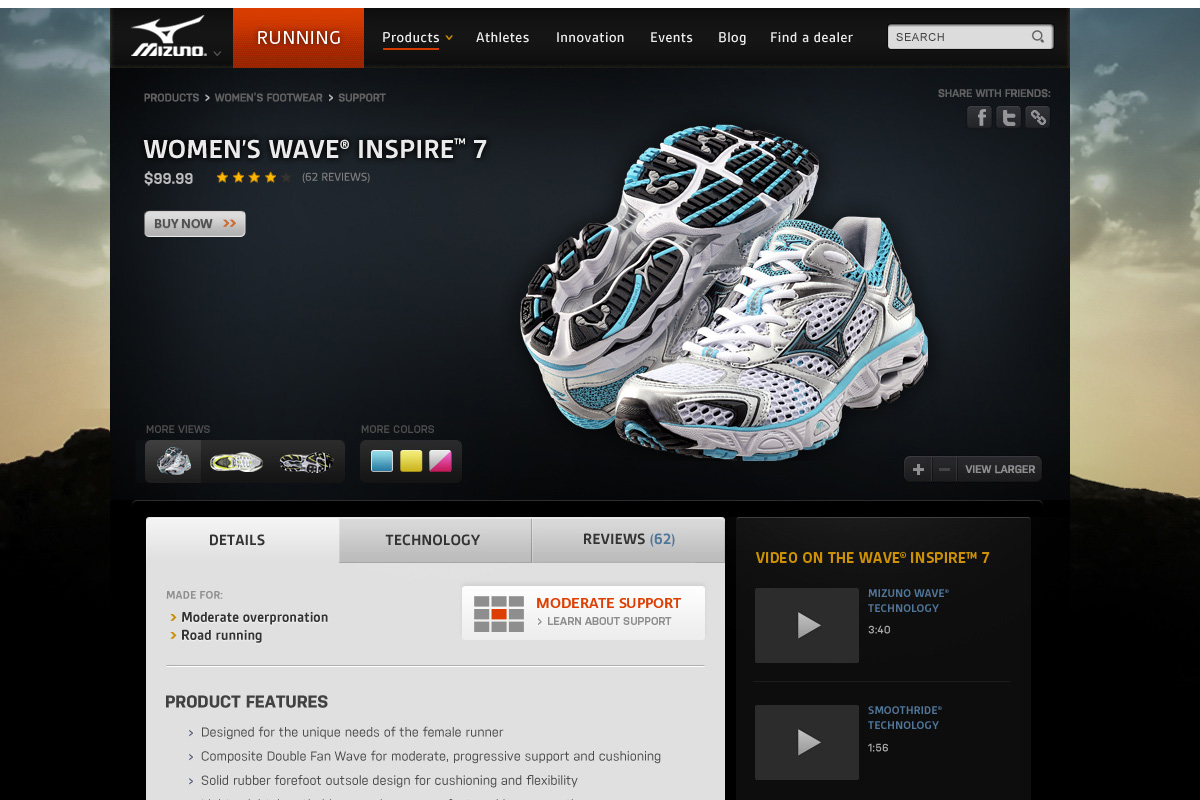 MIZUNO
RUNNING
Products
Athletes
Innovation
Events
Blog
Find a dealer
SEARCH
PRODUCTS > WOMEN'S FOOTWEAR > SUPPORT
SHARE WITH FRIENDS:
WOMEN'S WAVE® INSPIRE™ 7
$99.99
(62 REVIEWS)
BUY NOW >>
MORE VIEWS
MORE COLORS
+ − VIEW LARGER
DETAILS
TECHNOLOGY
REVIEWS (62)
MADE FOR:
> Moderate overpronation
> Road running
MODERATE SUPPORT
> LEARN ABOUT SUPPORT
PRODUCT FEATURES
> Designed for the unique needs of the female runner
> Composite Double Fan Wave for moderate, progressive support and cushioning
> Solid rubber forefoot outsole design for cushioning and flexibility
VIDEO ON THE WAVE® INSPIRE™ 7
MIZUNO WAVE®
TECHNOLOGY
3:40
SMOOTHRIDE®
TECHNOLOGY
1:56